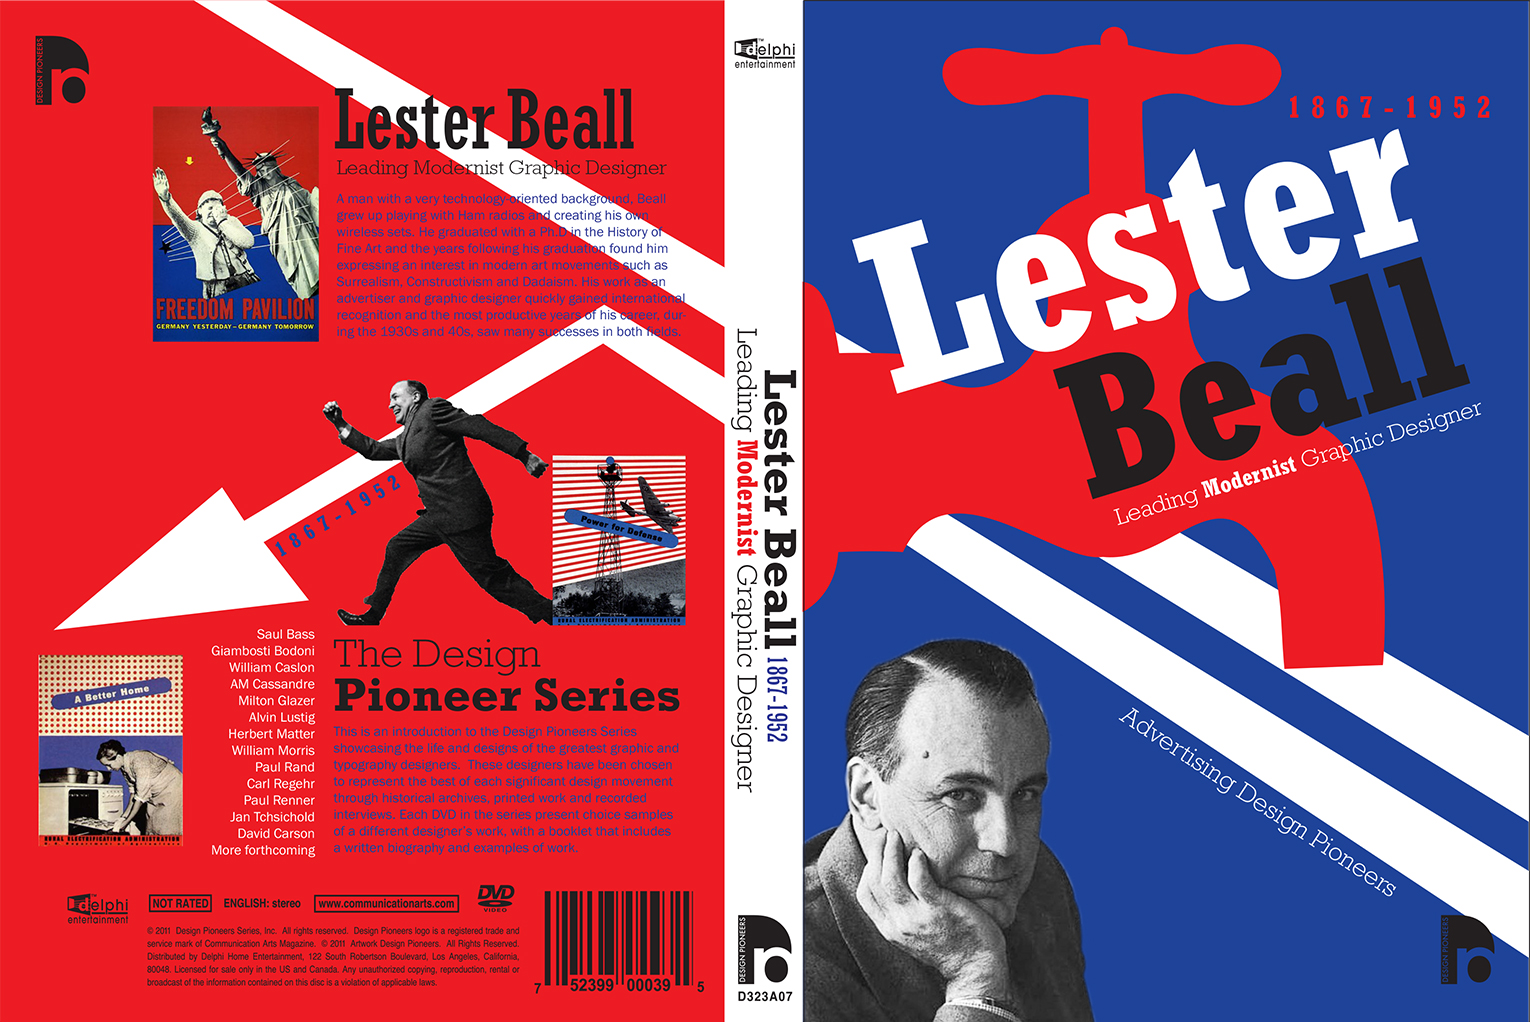 DESIGN PIONEERS
Lester Beall
Leading Modernist Graphic Designer
A man with a very technology-oriented background, Beall
grew up playing with Ham radios and creating his own
wireless sets. He graduated with a Ph.D in the History of
Fine Art and the years following his graduation found him
expressing an interest in modern art movements such as
Surrealism, Constructivism and Dadaism. His work as an
advertiser and graphic designer quickly gained international
recognition and the most productive years of his career, dur-
ing the 1930s and 40s, saw many successes in both fields.
FREEDOM PAVILION
GERMANY YESTERDAY – GERMANY TOMORROW
1867-1952
Power for Defense
RURAL ELECTRIFICATION ADMINISTRATION
A Better Home
RURAL ELECTRIFICATION ADMINISTRATION
U. S. Department of Agriculture
Saul Bass
Giambosti Bodoni
William Caslon
AM Cassandre
Milton Glazer
Alvin Lustig
Herbert Matter
William Morris
Paul Rand
Carl Regehr
Paul Renner
Jan Tchsichold
David Carson
More forthcoming
The Design
Pioneer Series
This is an introduction to the Design Pioneers Series
showcasing the life and designs of the greatest graphic and
typography designers.  These designers have been chosen
to represent the best of each significant design movement
through historical archives, printed work and recorded
interviews. Each DVD in the series present choice samples
of a different designer's work, with a booklet that includes
a written biography and examples of work.
delphi™
entertainment
NOT RATED
ENGLISH: stereo
www.communicationarts.com
DVD
VIDEO
© 2011  Design Pioneers Series, Inc.  All rights reserved.  Design Pioneers logo is a registered trade and
service mark of Communication Arts Magazine.  © 2011  Artwork Design Pioneers.  All Rights Reserved.
Distributed by Delphi Home Entertainment, 122 South Robertson Boulevard, Los Angeles, California,
80048. Licensed for sale only in the US and Canada. Any unauthorized copying, reproduction, rental or
broadcast of the information contained on this disc is a violation of applicable laws.
7 52399 00039 5
delphi™
entertainment
Lester Beall 1867-1952
Leading Modernist Graphic Designer
DESIGN PIONEERS
D323A07
1867-1952
Lester
Beall
Leading Modernist Graphic Designer
Advertising Design Pioneers
DESIGN PIONEERS